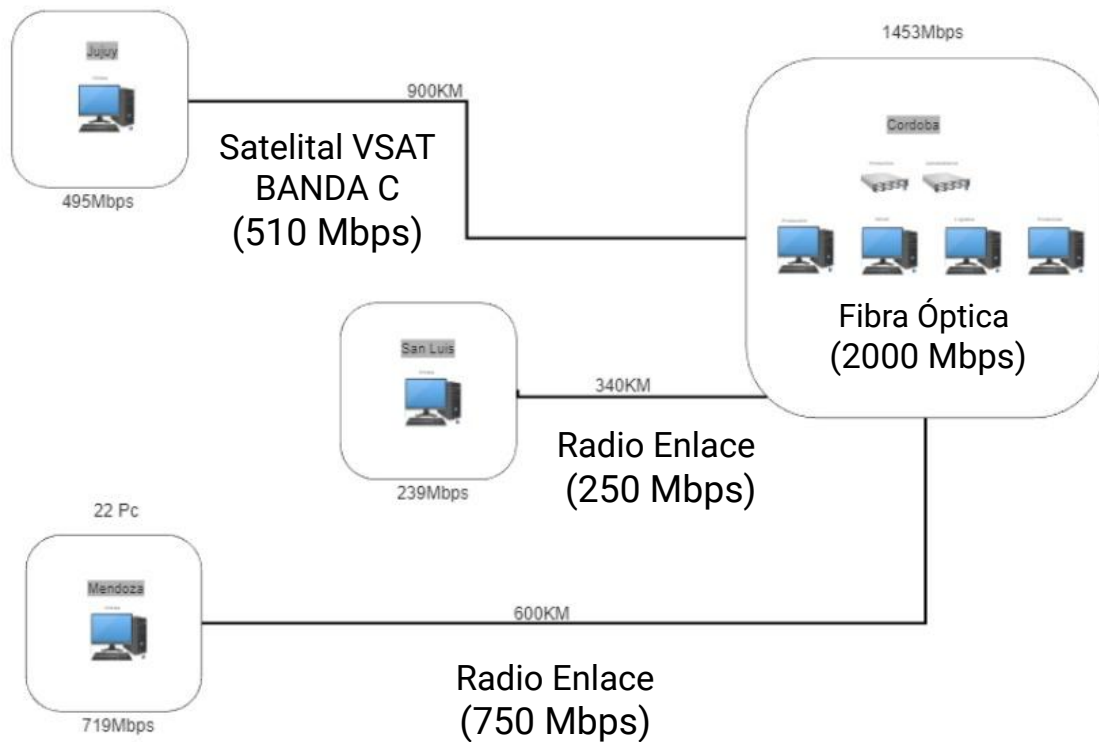 1453Mbps
Jujuy
900KM
Cordoba
Satelital VSAT
BANDA C
(510 Mbps)
495Mbps
Fibra Óptica
(2000 Mbps)
San Luis
340KM
Radio Enlace
(250 Mbps)
239Mbps
22 Pc
Mendoza
600KM
Radio Enlace
(750 Mbps)
719Mbps